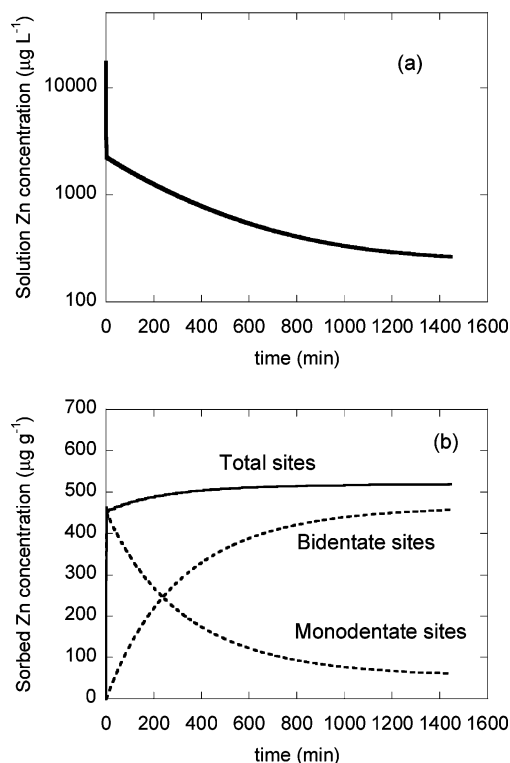 (a)
Solution Zn concentration (µg L⁻¹)
10000
1000
100
0 200 400 600 800 1000 1200 1400 1600
time (min)
(b)
Sorbed Zn concentration (µg g⁻¹)
700
600
500
400
300
200
100
0
Total sites
Bidentate sites
Monodentate sites
0 200 400 600 800 1000 1200 1400 1600
time (min)